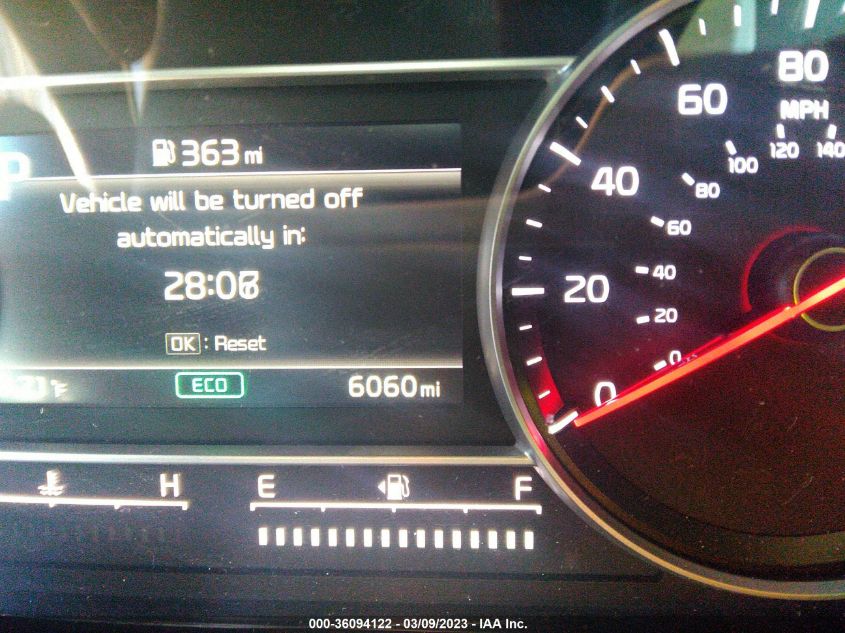 363 mi
P
Vehicle will be turned off
automatically in:
OK : Reset
°F ECO 6060 mi
H E F
0 20 40 60 80
MPH
0 20 40 60 80 100 120 140
000-36094122 - 03/09/2023 - IAA Inc.